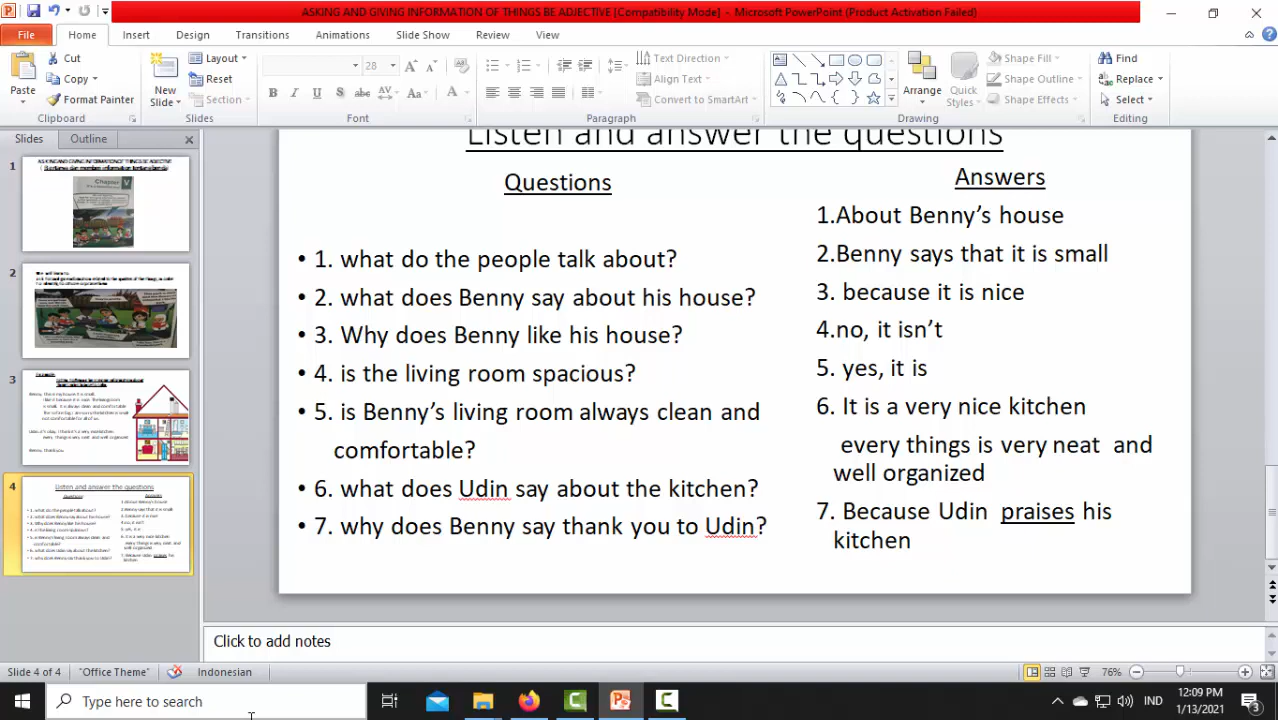 ASKING AND GIVING INFORMATION OF THINGS BE ADJECTIVE [Compatibility Mode] - Microsoft PowerPoint (Product Activation Failed)
File Home Insert Design Transitions Animations Slide Show Review View
Cut
Copy
Format Painter
Paste
Clipboard
New Slide
Layout
Reset
Section
Slides
28
Font
Text Direction
Align Text
Convert to SmartArt
Paragraph
Arrange
Quick Styles
Shape Fill
Shape Outline
Shape Effects
Drawing
Find
Replace
Select
Editing
Slides Outline
1
2
3
4
Listen and answer the questions
Questions
• 1. what do the people talk about?
• 2. what does Benny say about his house?
• 3. Why does Benny like his house?
• 4. is the living room spacious?
• 5. is Benny’s living room always clean and
comfortable?
• 6. what does Udin say about the kitchen?
• 7. why does Benny say thank you to Udin?
Answers
1.About Benny’s house
2.Benny says that it is small
3. because it is nice
4.no, it isn’t
5. yes, it is
6. It is a very nice kitchen
every things is very neat and
well organized
7. Because Udin praises his
kitchen
Click to add notes
Slide 4 of 4 "Office Theme" Indonesian 76%
Type here to search
IND
12:09 PM
1/13/2021
3